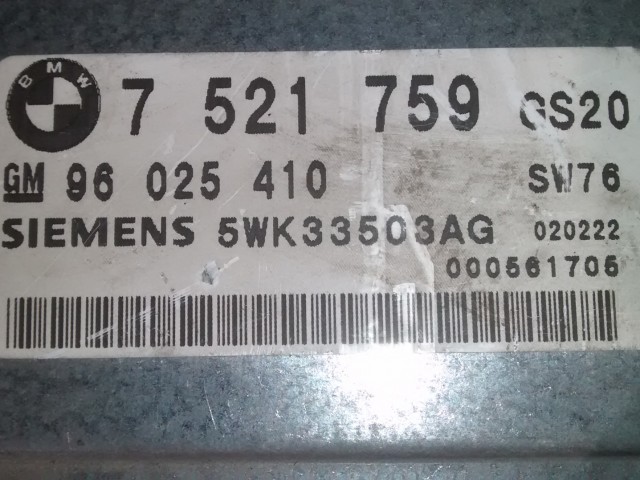 BMW 7 521 759 GS20
GM 96 025 410 SW76
SIEMENS 5WK33503AG 020222
000561705